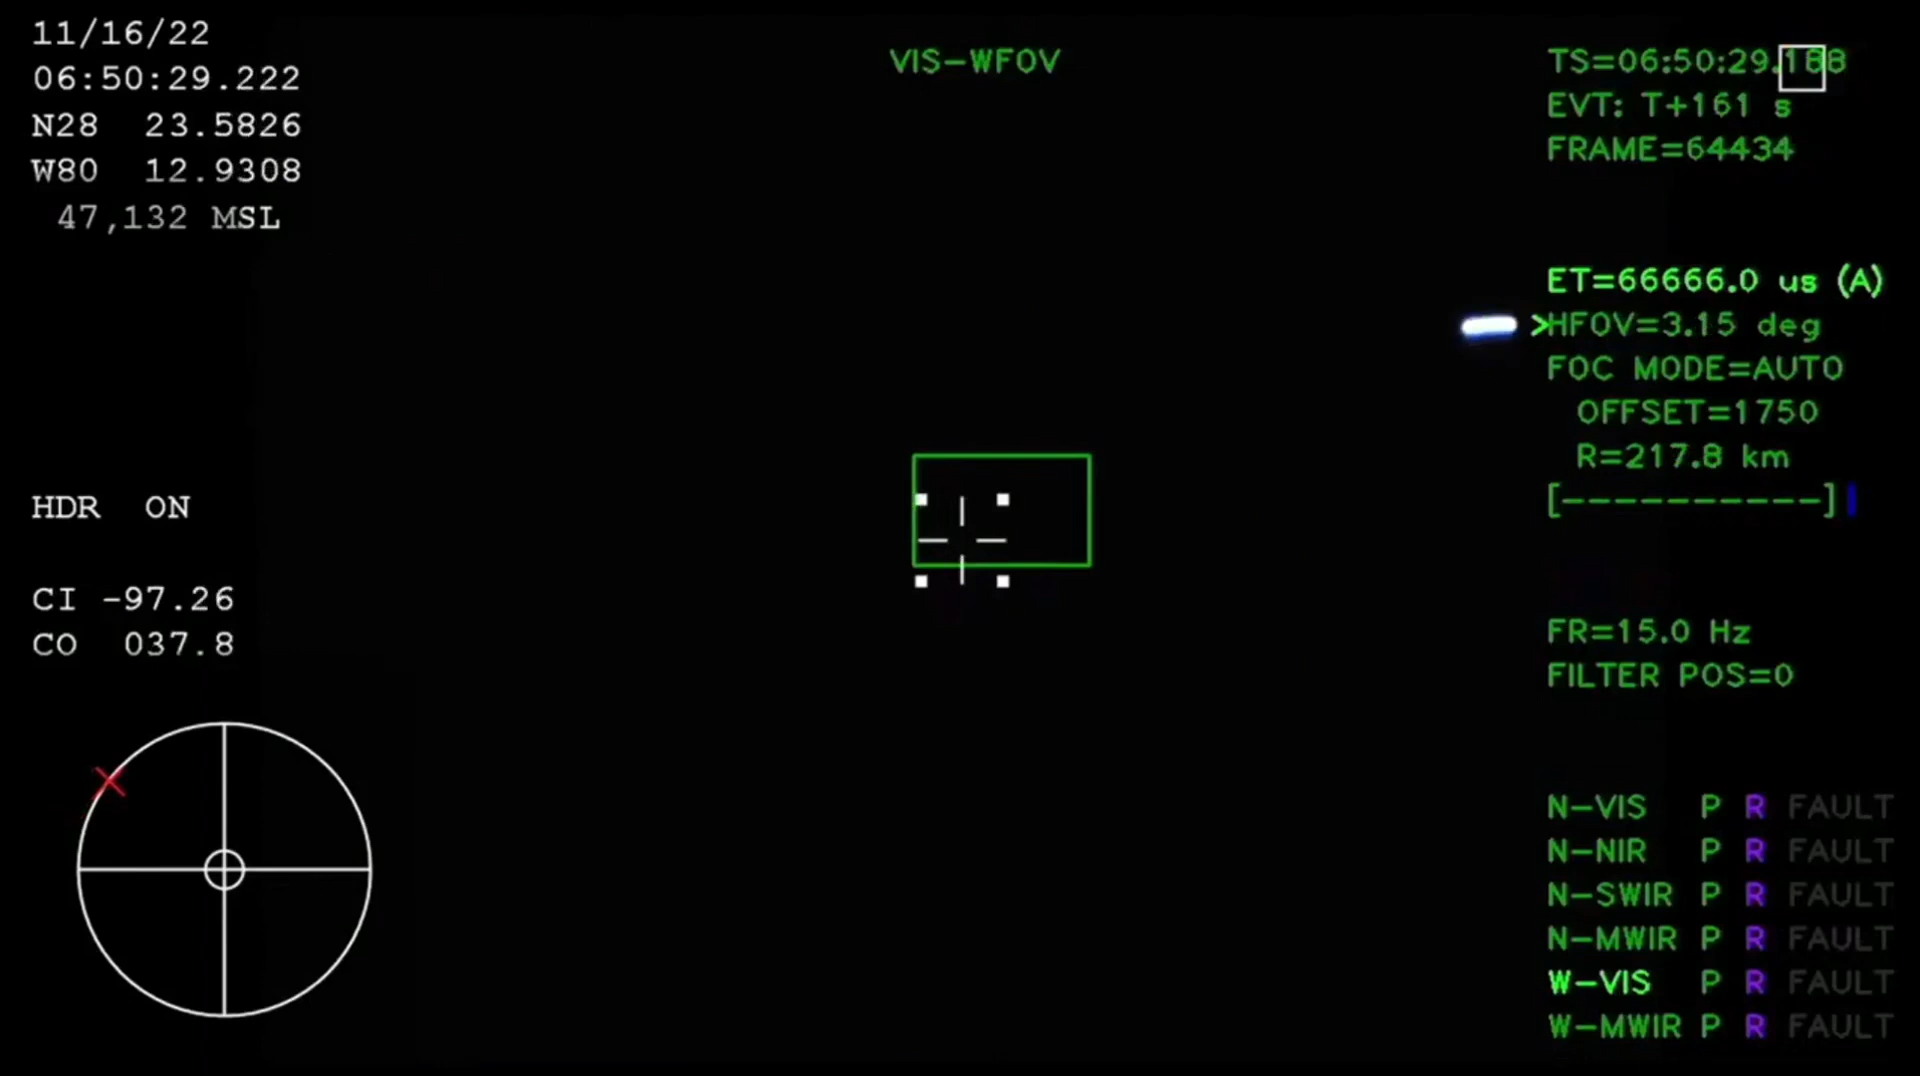 11/16/22
06:50:29.222
N28 23.5826
W80 12.9308
47,132 MSL
HDR ON
CI -97.26
CO 037.8
VIS-WFOV
TS=06:50:29.188
EVT: T+161 s
FRAME=64434
ET=66666.0 us (A)
>HFOV=3.15 deg
FOC MODE=AUTO
OFFSET=1750
R=217.8 km
[----------]
FR=15.0 Hz
FILTER POS=0
N-VIS P R FAULT
N-NIR P R FAULT
N-SWIR P R FAULT
N-MWIR P R FAULT
W-VIS P R FAULT
W-MWIR P R FAULT